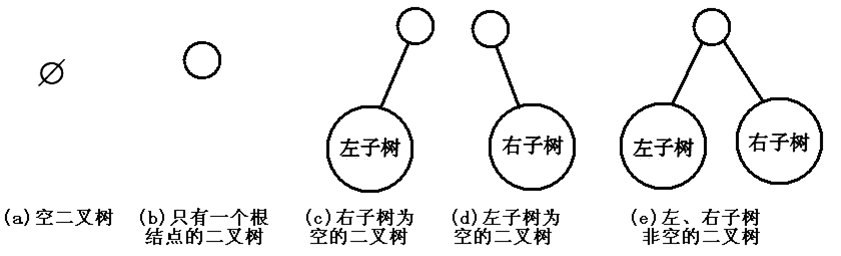 ∅
左子树
右子树
左子树
右子树
(a)空二叉树
(b)只有一个根
结点的二叉树
(c)右子树为
空的二叉树
(d)左子树为
空的二叉树
(e)左、右子树
非空的二叉树